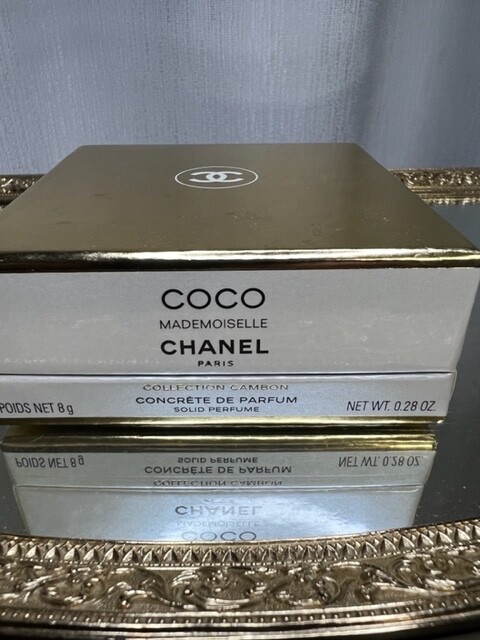 COCO
MADEMOISELLE
CHANEL
PARIS
COLLECTION CAMBON
POIDS NET 8 g
CONCRÈTE DE PARFUM
NET WT. 0.28 OZ.
SOLID PERFUME